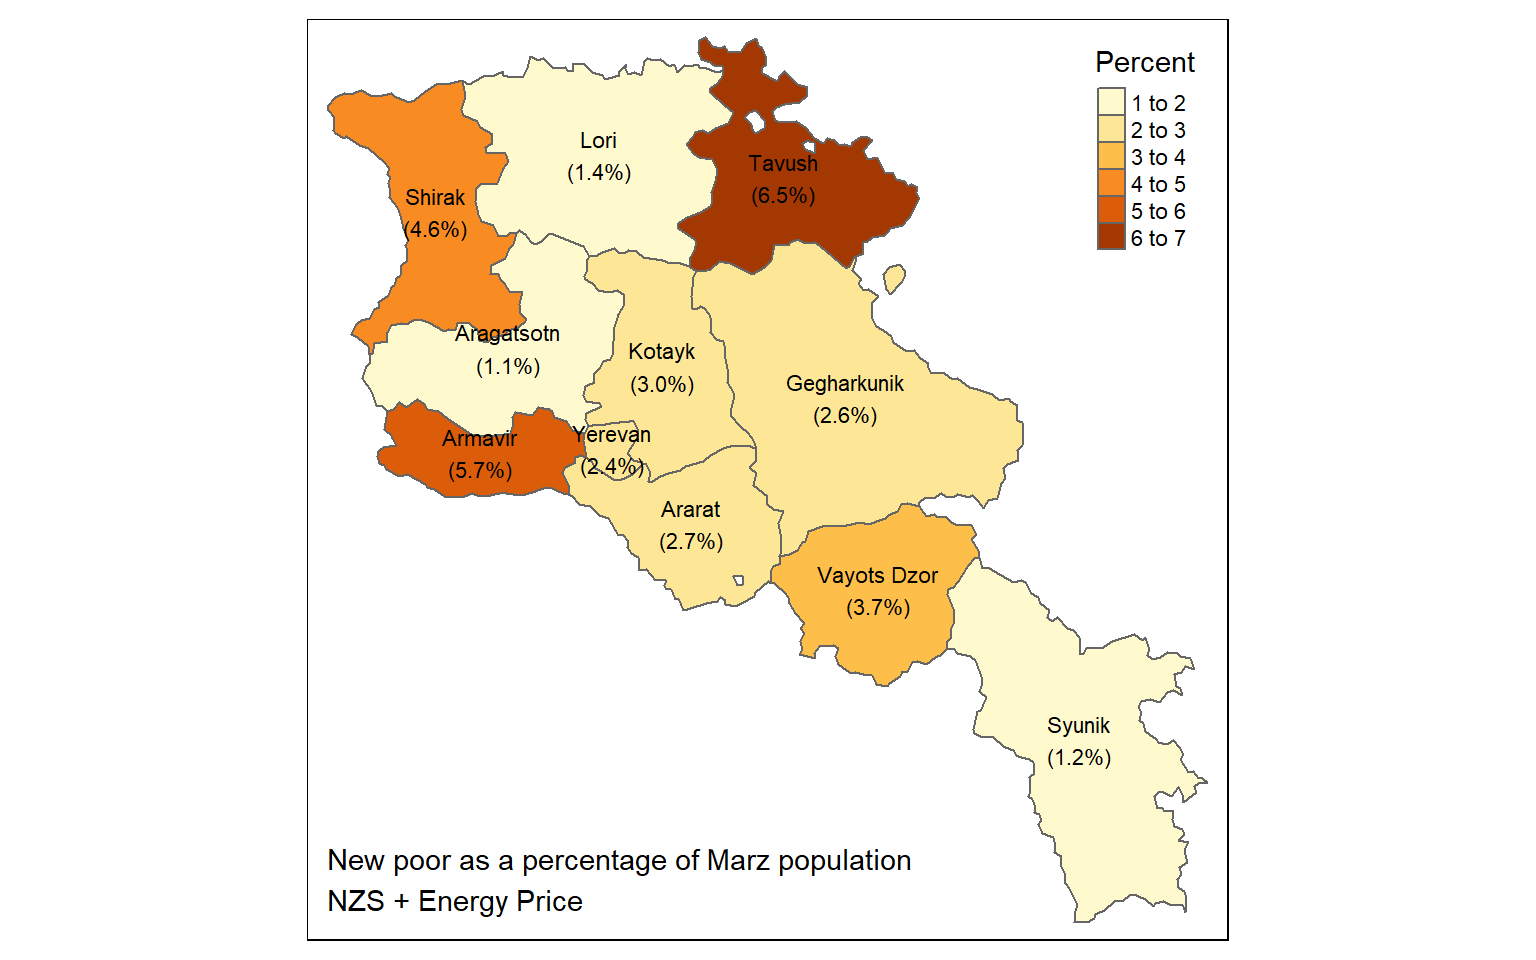 Percent
1 to 2
2 to 3
3 to 4
4 to 5
5 to 6
6 to 7
Lori
(1.4%)
Tavush
(6.5%)
Shirak
(4.6%)
Aragatsotn
(1.1%)
Kotayk
(3.0%)
Gegharkunik
(2.6%)
Armavir
(5.7%)
Yerevan
(2.4%)
Ararat
(2.7%)
Vayots Dzor
(3.7%)
Syunik
(1.2%)
New poor as a percentage of Marz population
NZS + Energy Price